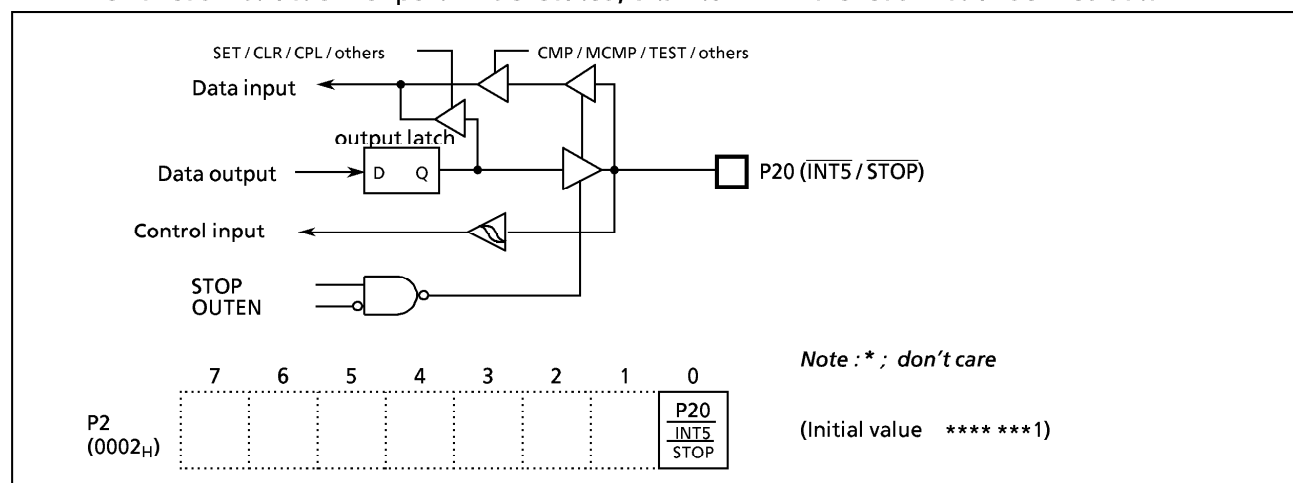 SET / CLR / CPL / others
CMP / MCMP / TEST / others
Data input
output latch
Data output
D Q
P20 (INT5 / STOP)
Control input
STOP
OUTEN
Note : * ; don't care
7 6 5 4 3 2 1 0
P2
(0002H)
P20
INT5
STOP
(Initial value **** ***1)